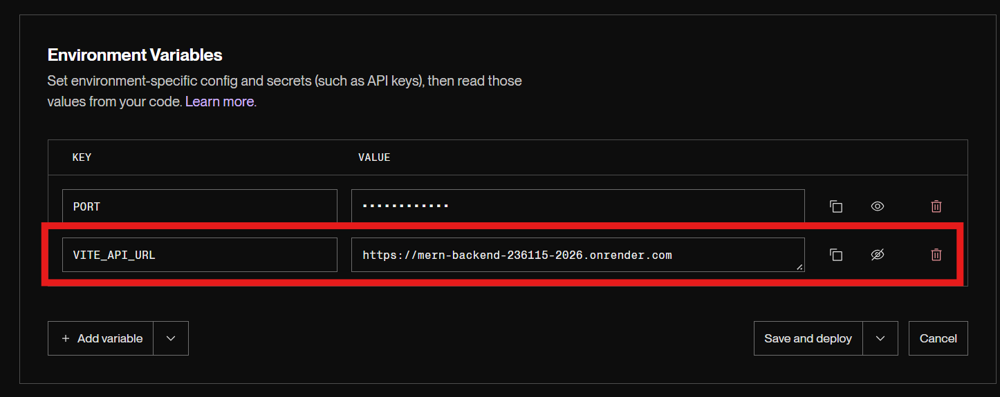 Environment Variables
Set environment-specific config and secrets (such as API keys), then read those
values from your code. Learn more.
KEY VALUE
PORT ••••••••••••
VITE_API_URL https://mern-backend-236115-2026.onrender.com
+ Add variable Save and deploy Cancel